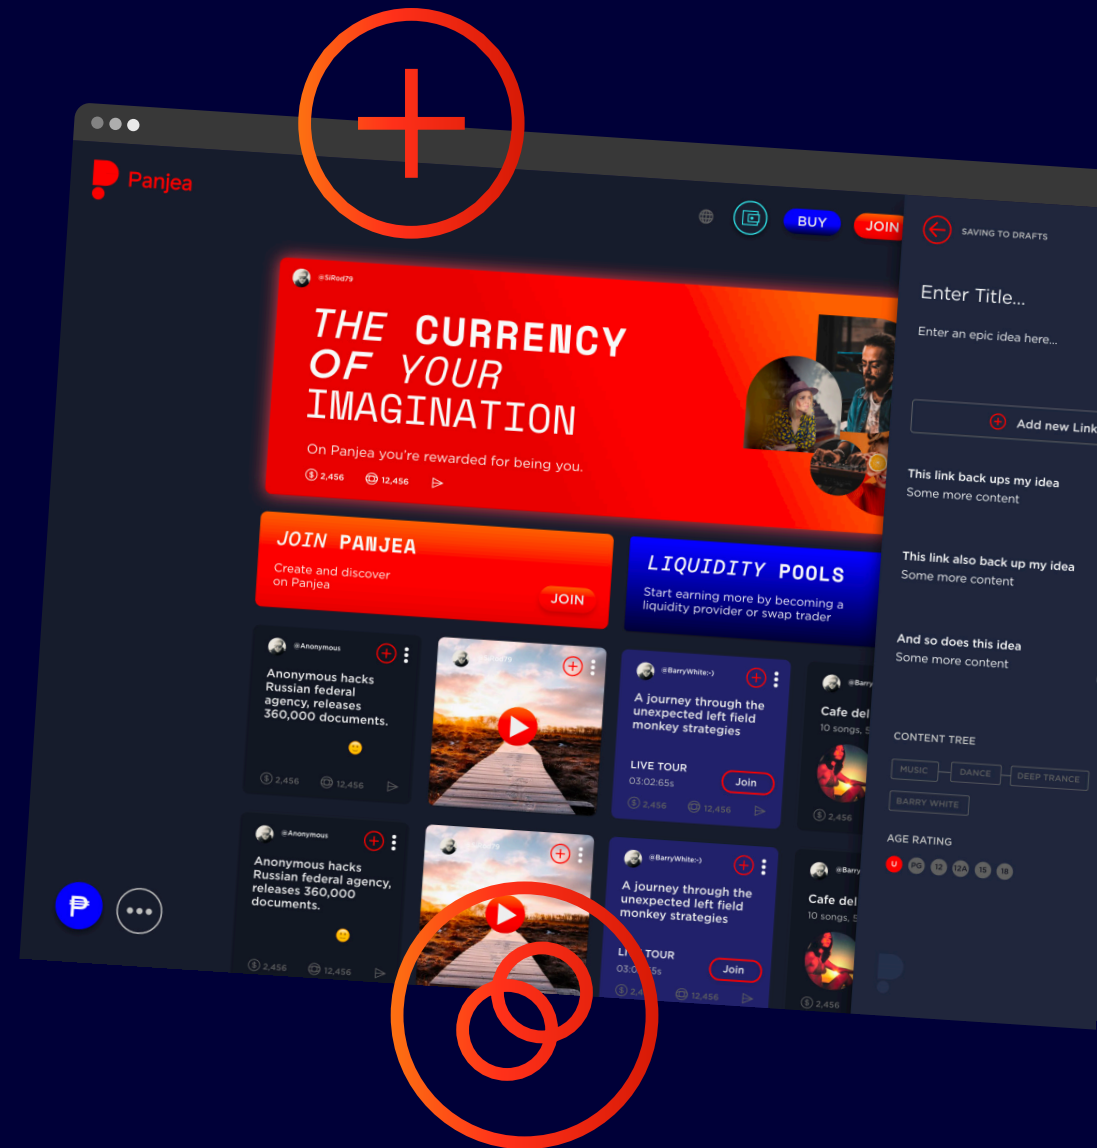 Panjea
BUY
JOIN
@SiRod79
THE CURRENCY
OF YOUR
IMAGINATION
On Panjea you're rewarded for being you.
2,456
12,456
JOIN PANJEA
Create and discover
on Panjea
JOIN
LIQUIDITY POOLS
Start earning more by becoming a
liquidity provider or swap trader
@Anonymous
Anonymous hacks
Russian federal
agency, releases
360,000 documents.
2,456
12,456
@BarryWhite:-)
A journey through the
unexpected left field
monkey strategies
LIVE TOUR
03:02:65s
Join
2,456
12,456
@Barry
Cafe del
10 songs, 5
2,456
@Anonymous
Anonymous hacks
Russian federal agency,
releases 360,000
documents.
2,456
12,456
@BarryWhite:-)
A journey through the
unexpected left field
monkey strategies
TOUR
Join
12,456
@Barry
Cafe del
10 songs, 5
2,456
SAVING TO DRAFTS
Enter Title...
Enter an epic idea here...
Add new Link
This link back ups my idea
Some more content
This link also back up my idea
Some more content
And so does this idea
Some more content
CONTENT TREE
MUSIC DANCE DEEP TRANCE
BARRY WHITE
AGE RATING
U PG 12 12A 15 18